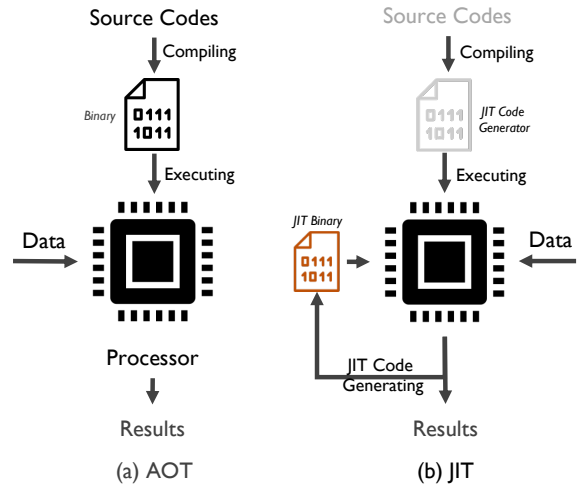 Source Codes
Compiling
Binary
0111
1011
Executing
Data
Processor
Results
(a) AOT
Source Codes
Compiling
0111
1011
JIT Code
Generator
Executing
JIT Binary
0111
1011
Data
JIT Code
Generating
Results
(b) JIT